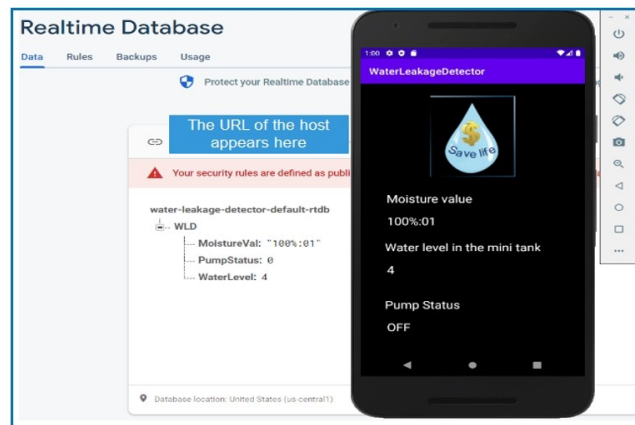 Realtime Database
Data Rules Backups Usage
Protect your Realtime Database
The URL of the host
appears here
Your security rules are defined as publi
water-leakage-detector-default-rtdb
WLD
MoistureVal: "100%:01"
PumpStatus: 0
WaterLevel: 4
Database location: United States (us-central1)
1:00
WaterLeakageDetector
$
Save life
Moisture value
100%:01
Water level in the mini tank
4
Pump Status
OFF